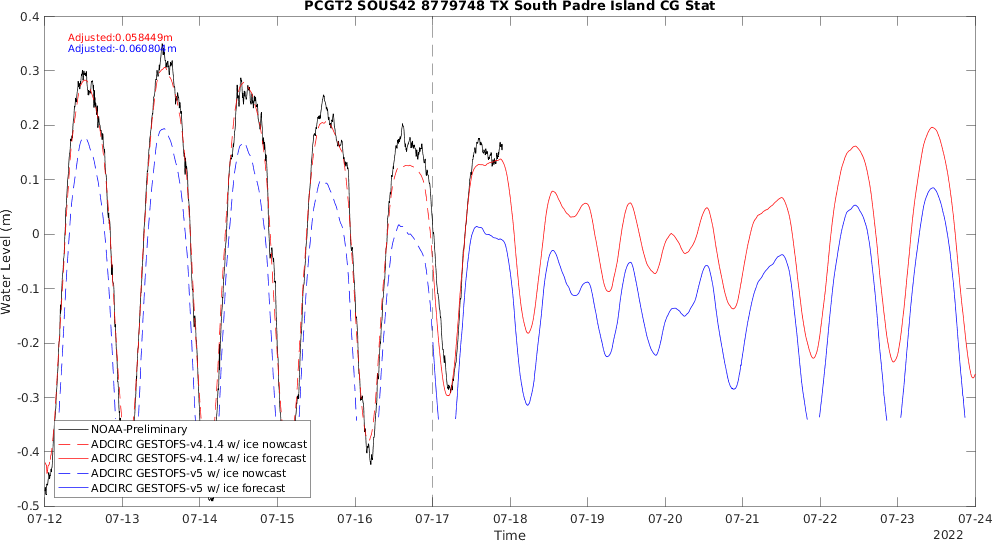 PCGT2 SOUS42 8779748 TX South Padre Island CG Stat
Adjusted:0.058449m
Adjusted:-0.060804m
0.4
0.3
0.2
0.1
0
-0.1
-0.2
-0.3
-0.4
-0.5
Water Level (m)
NOAA-Preliminary
ADCIRC GESTOFS-v4.1.4 w/ ice nowcast
ADCIRC GESTOFS-v4.1.4 w/ ice forecast
ADCIRC GESTOFS-v5 w/ ice nowcast
ADCIRC GESTOFS-v5 w/ ice forecast
07-12 07-13 07-14 07-15 07-16 07-17 07-18 07-19 07-20 07-21 07-22 07-23 07-24
Time
2022